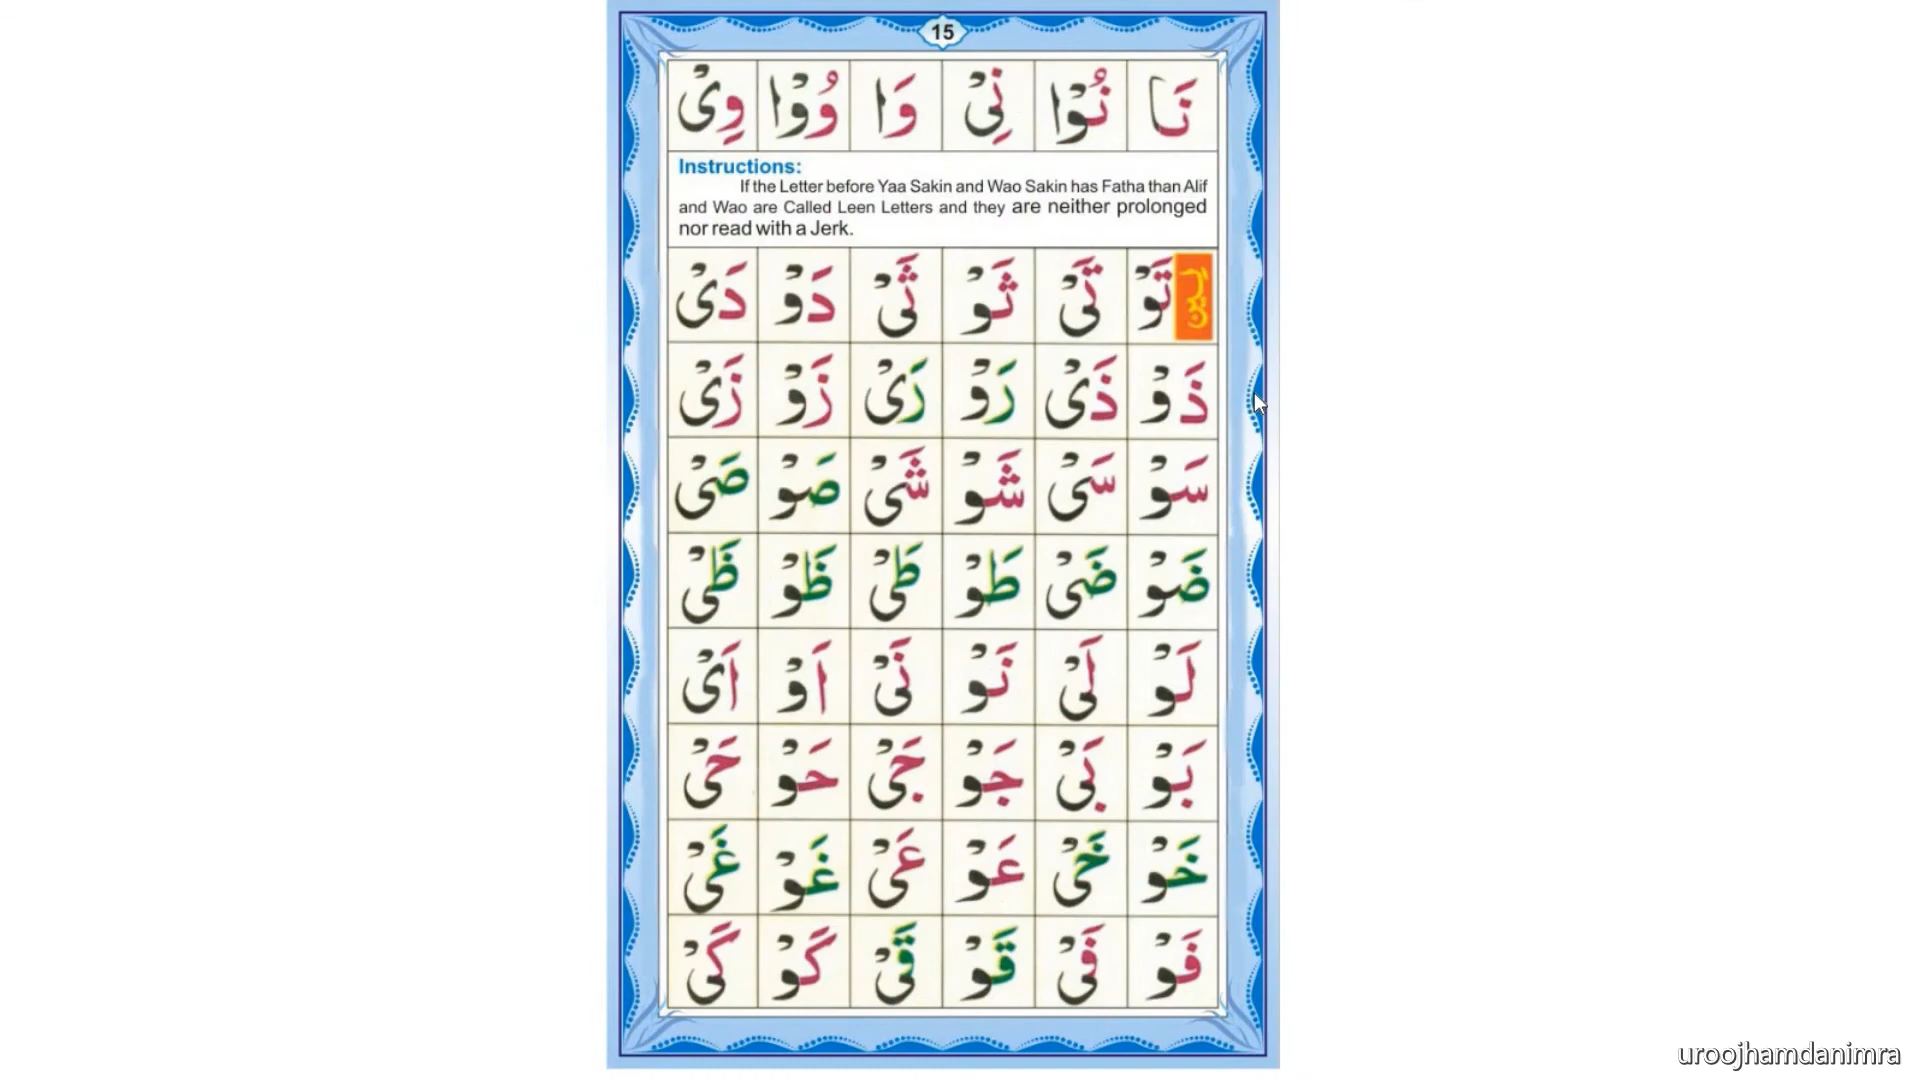 15
نَا نُوْا نِیْ وَا وُوْا وِیْ
Instructions:
If the Letter before Yaa Sakin and Wao Sakin has Fatha than Alif
and Wao are Called Leen Letters and they are neither prolonged
nor read with a Jerk.
لین تَوْ تَیْ ثَوْ ثَیْ دَوْ دَیْ
ذَوْ ذَیْ رَوْ رَیْ زَوْ زَیْ
سَوْ سَیْ شَوْ شَیْ صَوْ صَیْ
ضَوْ ضَیْ طَوْ طَیْ ظَوْ ظَیْ
لَوْ لَیْ نَوْ نَیْ اَوْ اَیْ
بَوْ بَیْ جَوْ جَیْ حَوْ حَیْ
خَوْ خَیْ عَوْ عَیْ غَوْ غَیْ
فَوْ فَیْ قَوْ قَیْ کَوْ کَیْ
uroojhamdanimra